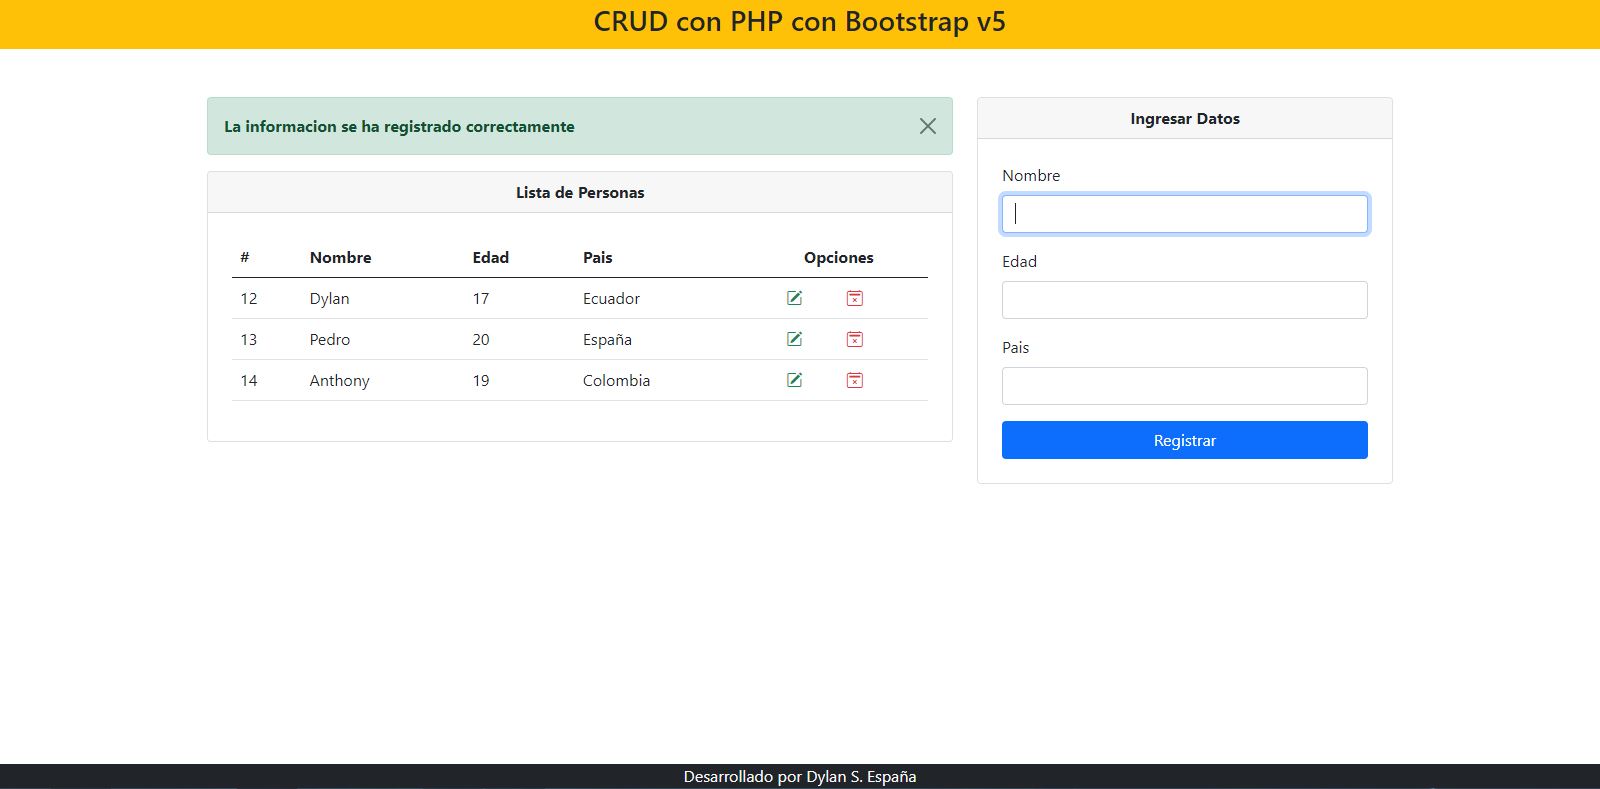 CRUD con PHP con Bootstrap v5
La informacion se ha registrado correctamente
Lista de Personas
# Nombre Edad Pais Opciones
12 Dylan 17 Ecuador
13 Pedro 20 España
14 Anthony 19 Colombia
Ingresar Datos
Nombre
Edad
Pais
Registrar
Desarrollado por Dylan S. España